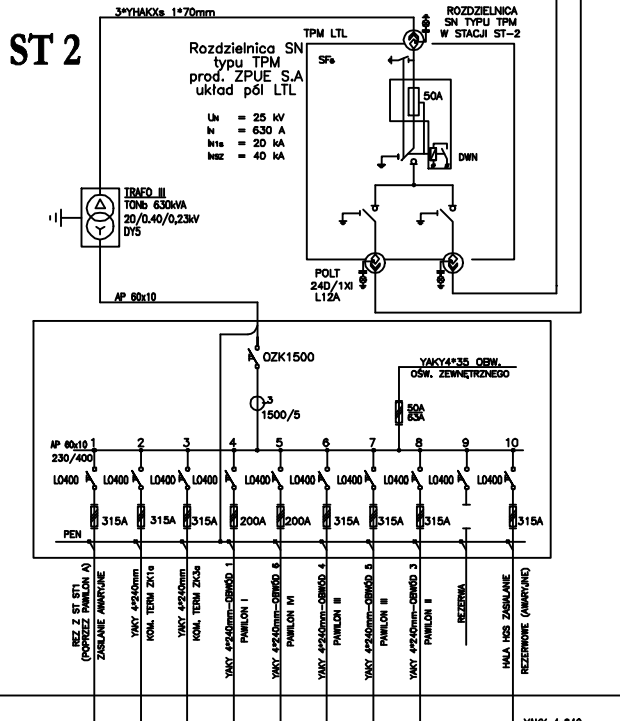 3*YHAKXs 1*70mm
ST 2
Rozdzielnica SN
typu TPM
prod. ZPUE S.A
układ pól LTL
UN = 25 kV
IN = 630 A
IN1s = 20 kA
INSZ = 40 kA
TPM LTL
SF6
ROZDZIELNICA
SN TYPU TPM
W STACJI ST-2
50A
DWN
TRAFO III
TONb 630kVA
20/0.40/0,23kV
DY5
POLT
24D/1XI
L12A
AP 60x10
OZK1500
3
1500/5
YAKY4*35 OBW.
OŚW. ZEWNĘTRZNEGO
50A
63A
AP 60x10
230/400
1 2 3 4 5 6 7 8 9 10
LO400 LO400 LO400 LO400 LO400 LO400 LO400 LO400 LO400 LO400
315A 315A 315A 200A 200A 315A 315A 315A 315A
PEN
REZ Z ST ST1
(POPRZEZ PAWILON A)
ZASILANIE AWARYJNE
YAKY 4*240mm
KOM. TERM ZK1a
YAKY 4*240mm
KOM. TERM ZK3a
YAKY 4*240mm-OBWÓD 1
PAWILON I
YAKY 4*240mm-OBWÓD 6
PAWILON IVI
YAKY 4*240mm-OBWÓD 4
PAWILON III
YAKY 4*240mm-OBWÓD 5
PAWILON III
YAKY 4*240mm-OBWÓD 3
PAWILON II
REZERWA
HALA HGS ZASIALANIE
REZERWOWE (AWARYJNE)